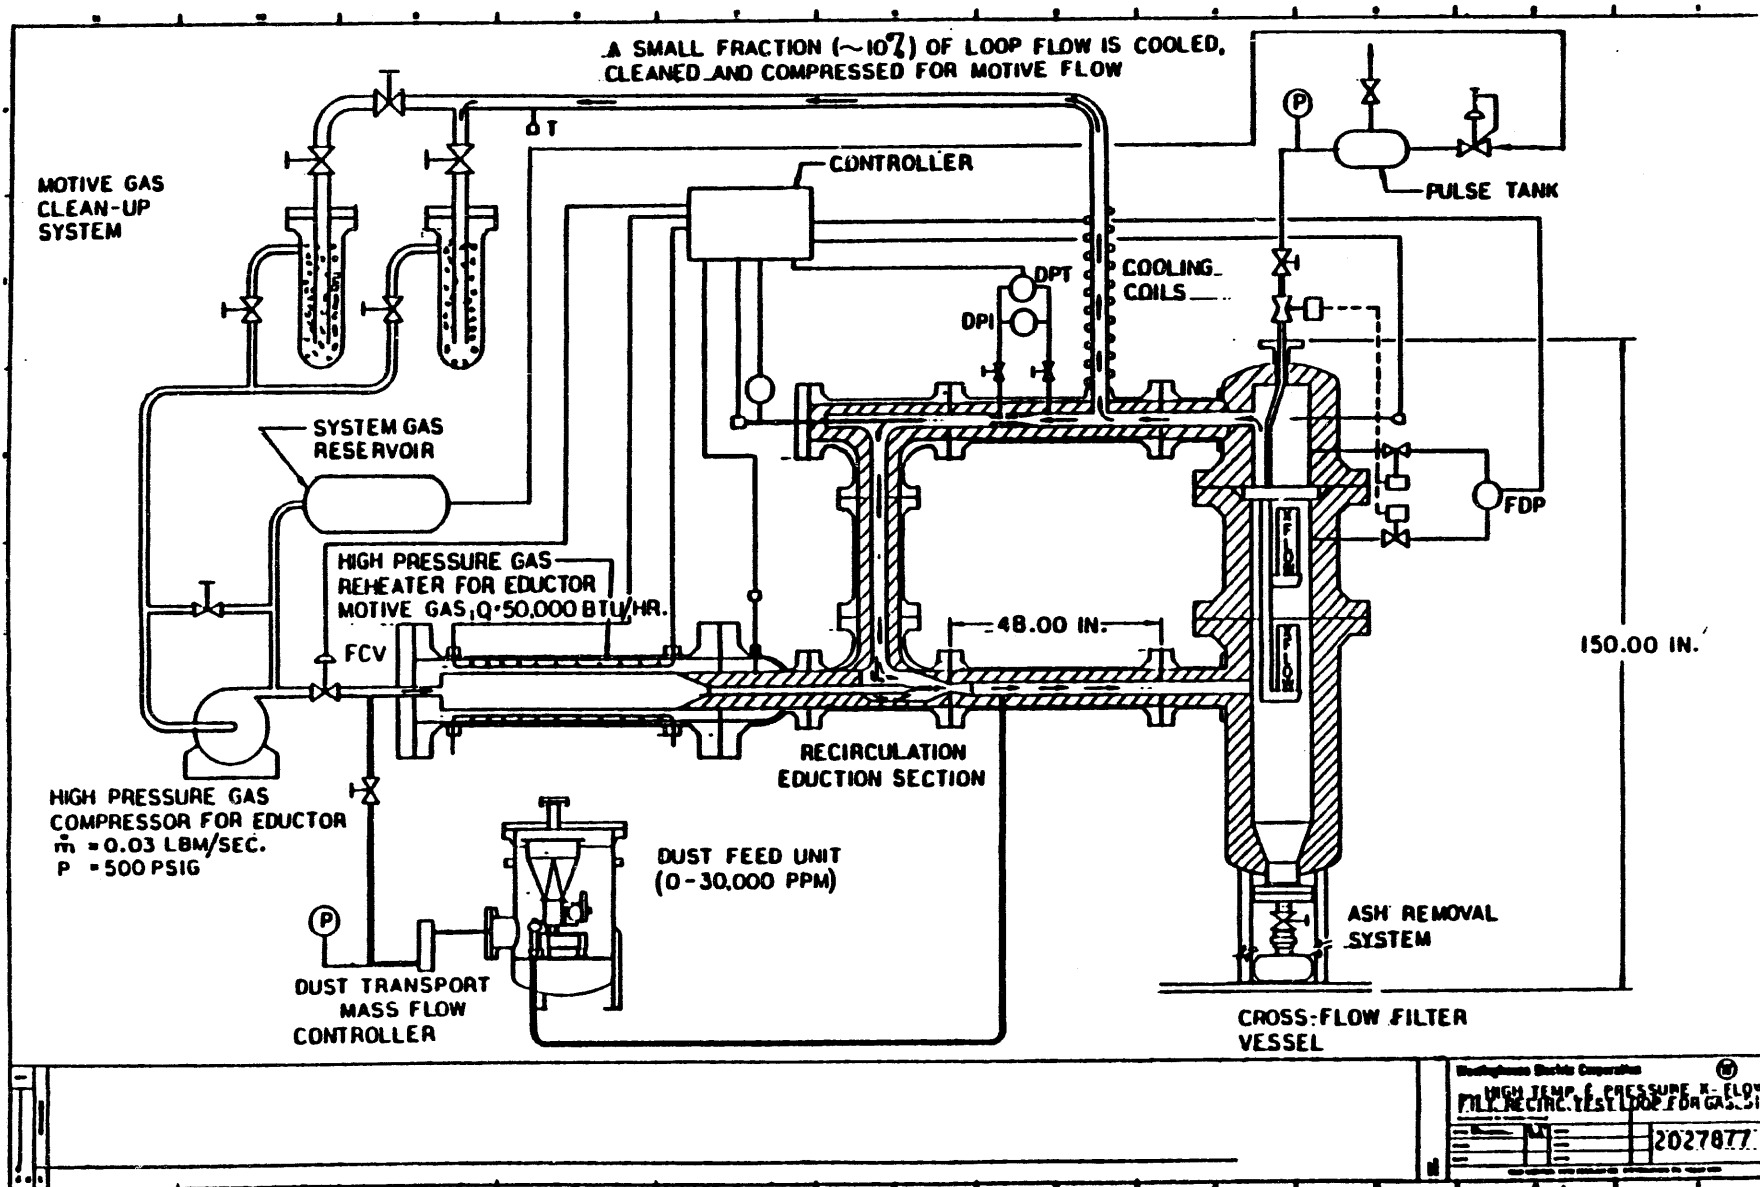 A SMALL FRACTION (~10%) OF LOOP FLOW IS COOLED,
CLEANED AND COMPRESSED FOR MOTIVE FLOW
P
T
CONTROLLER
PULSE TANK
MOTIVE GAS
CLEAN-UP
SYSTEM
DPT
COOLING
COILS
DPI
SYSTEM GAS
RESERVOIR
FDP
X
F
L
O
W
HIGH PRESSURE GAS
REHEATER FOR EDUCTOR
MOTIVE GAS, Q=50,000 BTU/HR.
48.00 IN.
150.00 IN.
FCV
X
F
L
O
W
RECIRCULATION
EDUCTION SECTION
HIGH PRESSURE GAS
COMPRESSOR FOR EDUCTOR
ṁ = 0.03 LBM/SEC.
P = 500 PSIG
DUST FEED UNIT
(0-30,000 PPM)
P
ASH REMOVAL
SYSTEM
DUST TRANSPORT
MASS FLOW
CONTROLLER
CROSS-FLOW FILTER
VESSEL
Westinghouse Electric Corporation
HIGH TEMP & PRESSURE X-FLOW
FILT. RECIRC. TEST LOOP FOR GAS
2027877